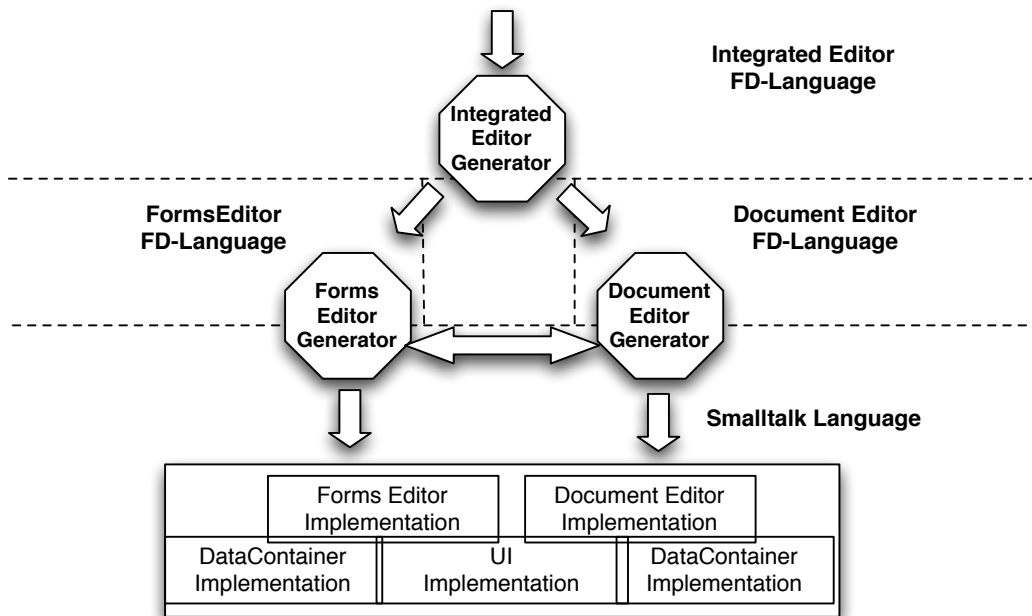 Integrated Editor
FD-Language
Integrated
Editor
Generator
FormsEditor
FD-Language
Document Editor
FD-Language
Forms
Editor
Generator
Document
Editor
Generator
Smalltalk Language
Forms Editor
Implementation
Document Editor
Implementation
DataContainer
Implementation
UI
Implementation
DataContainer
Implementation